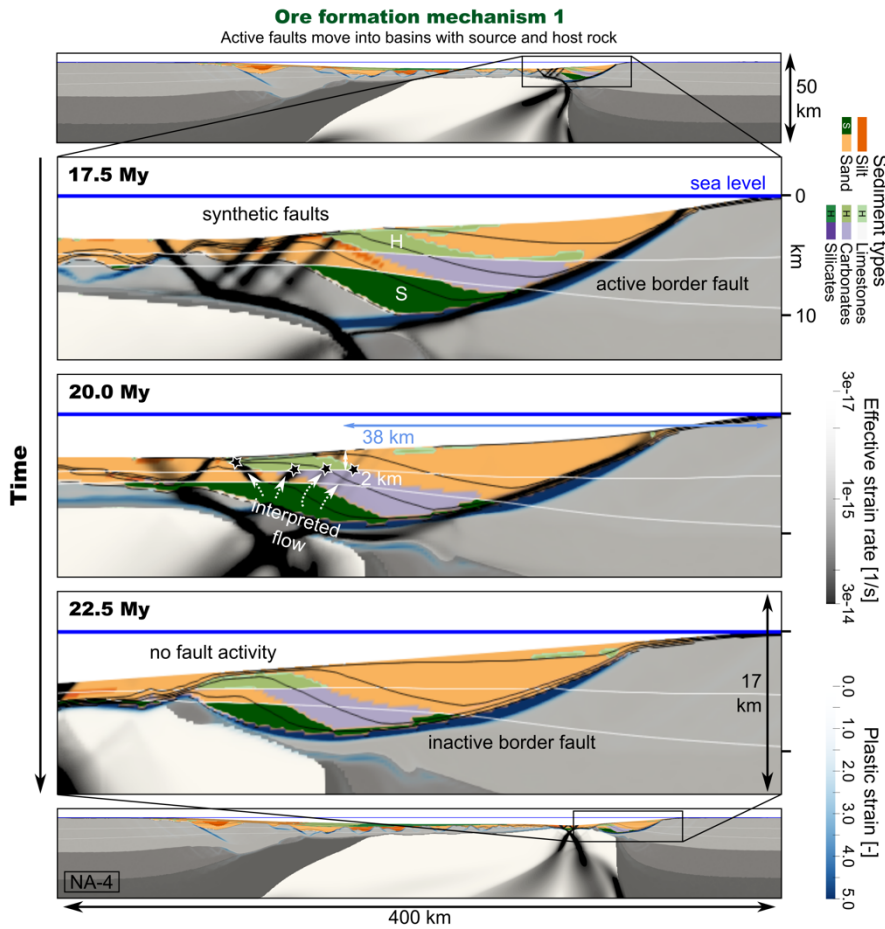 Ore formation mechanism 1
Active faults move into basins with source and host rock
50
km
17.5 My
sea level
0
synthetic faults
H
km
active border fault
S
10
Sediment types
Silt
Sand
S
Limestones
Carbonates
Silicates
H
H
H
Time
20.0 My
38 km
2 km
interpreted
flow
Effective strain rate [1/s]
3e-17
1e-15
3e-14
22.5 My
no fault activity
17
km
inactive border fault
Plastic strain [-]
0.0
1.0
2.0
3.0
4.0
5.0
NA-4
400 km